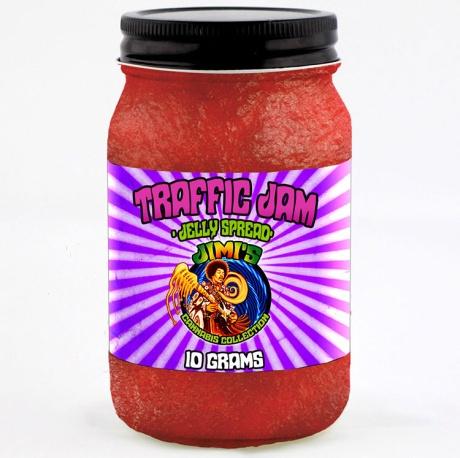 TRAFFIC JAM
• JELLY SPREAD •
JIMI'S
CANNABIS COLLECTION
10 GRAMS